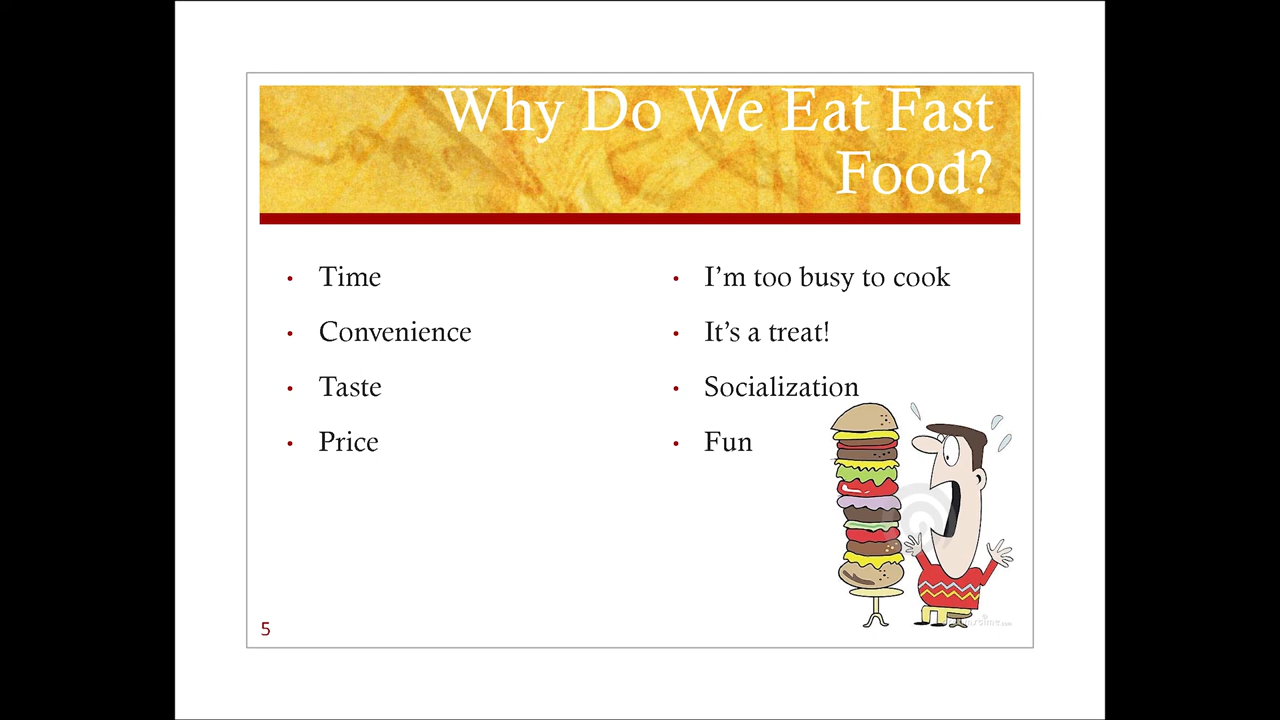 Why Do We Eat Fast
Food?
• Time
• Convenience
• Taste
• Price
• I’m too busy to cook
• It’s a treat!
• Socialization
• Fun
5